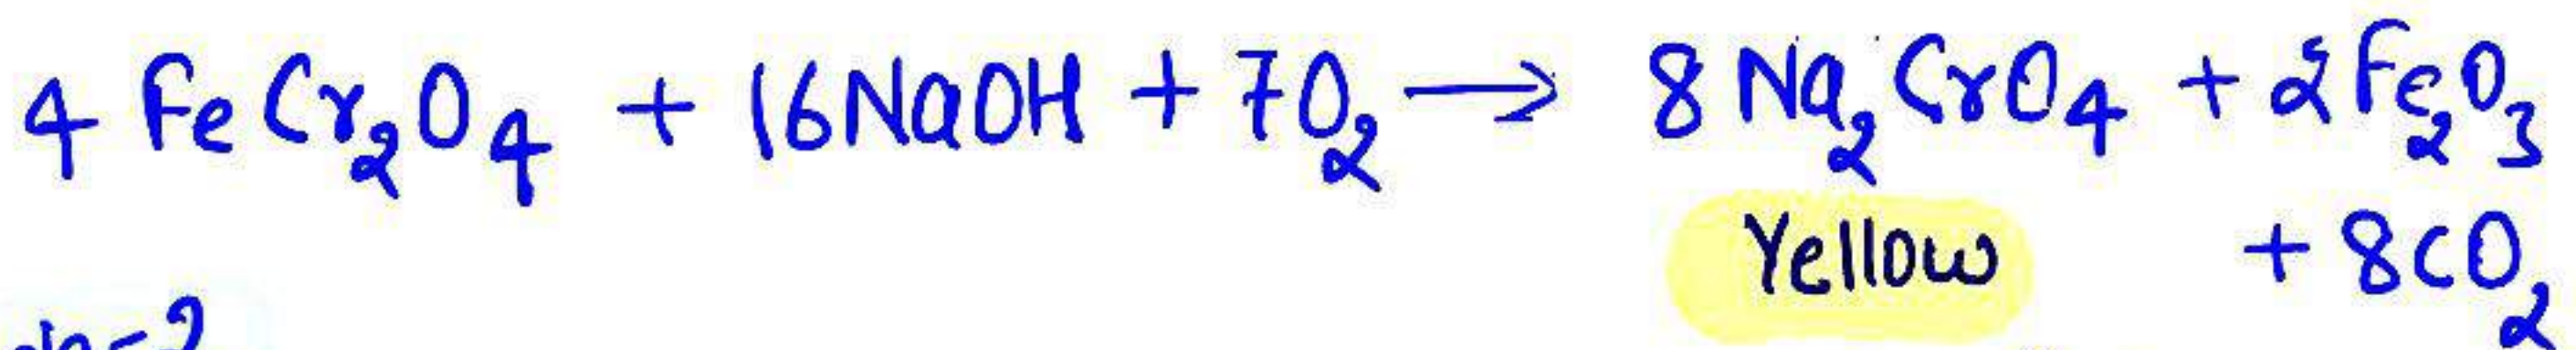 4 FeCr₂O₄ + 16NaOH + 7O₂ → 8 Na₂CrO₄ + 2Fe₂O₃
Yellow + 8CO₂